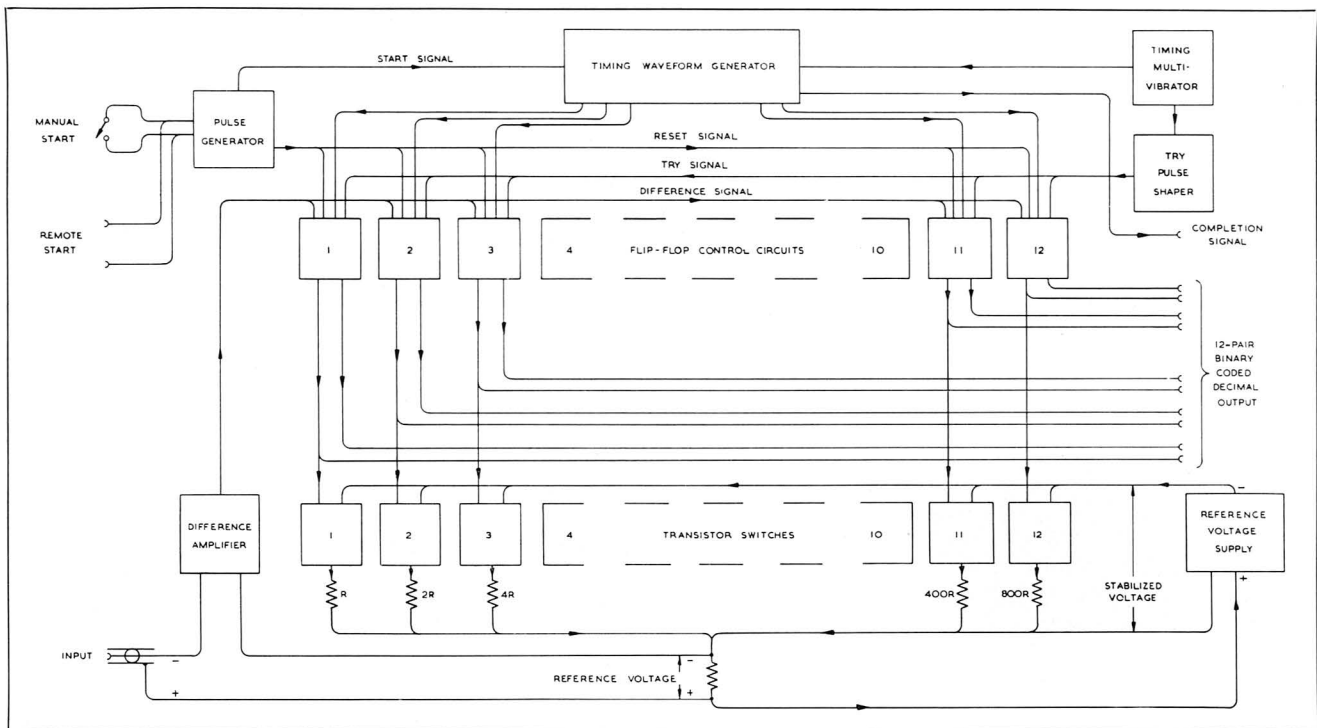 START SIGNAL
TIMING WAVEFORM GENERATOR
TIMING
MULTI-
VIBRATOR
MANUAL
START
PULSE
GENERATOR
RESET SIGNAL
TRY SIGNAL
TRY
PULSE
SHAPER
DIFFERENCE SIGNAL
REMOTE
START
COMPLETION
SIGNAL
1
2
3
4 FLIP-FLOP CONTROL CIRCUITS 10
11
12
12-PAIR
BINARY
CODED
DECIMAL
OUTPUT
DIFFERENCE
AMPLIFIER
1
2
3
4 TRANSISTOR SWITCHES 10
11
12
-
REFERENCE
VOLTAGE
SUPPLY
+
R
2R
4R
400R
800R
STABILIZED
VOLTAGE
INPUT
-
+
REFERENCE VOLTAGE
-
+